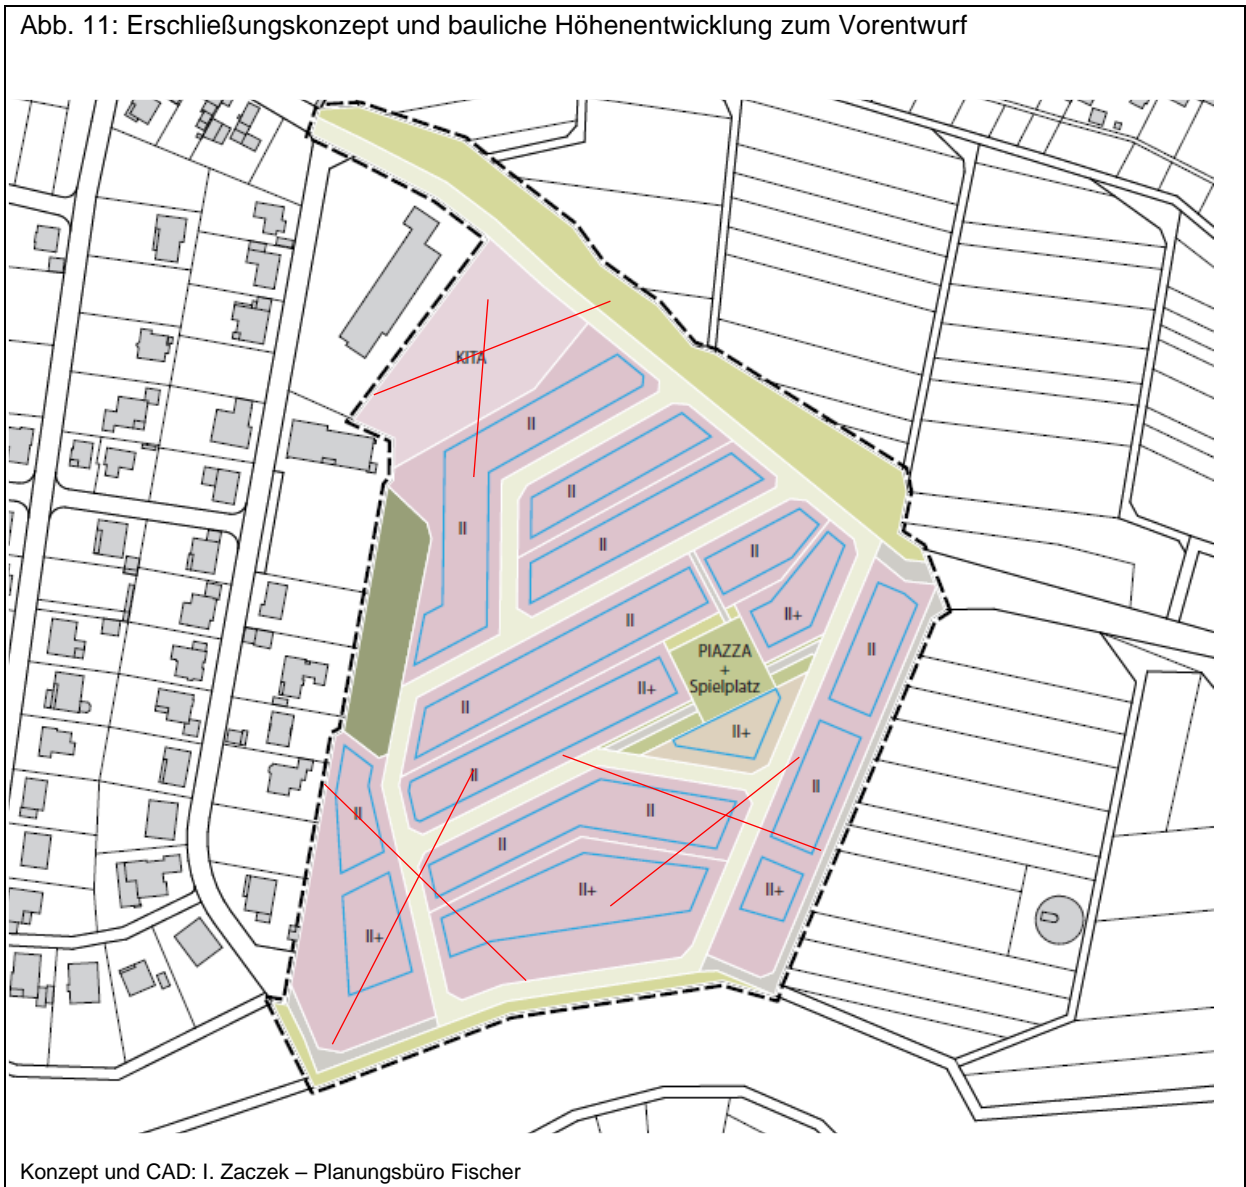 Abb. 11: Erschließungskonzept und bauliche Höhenentwicklung zum Vorentwurf
KITA
II
II
II
II
II
II
II+
II
PIAZZA
+
Spielplatz
II+
II
II+
II
II
II
II
II
II+
II+
II+
Konzept und CAD: I. Zaczek – Planungsbüro Fischer